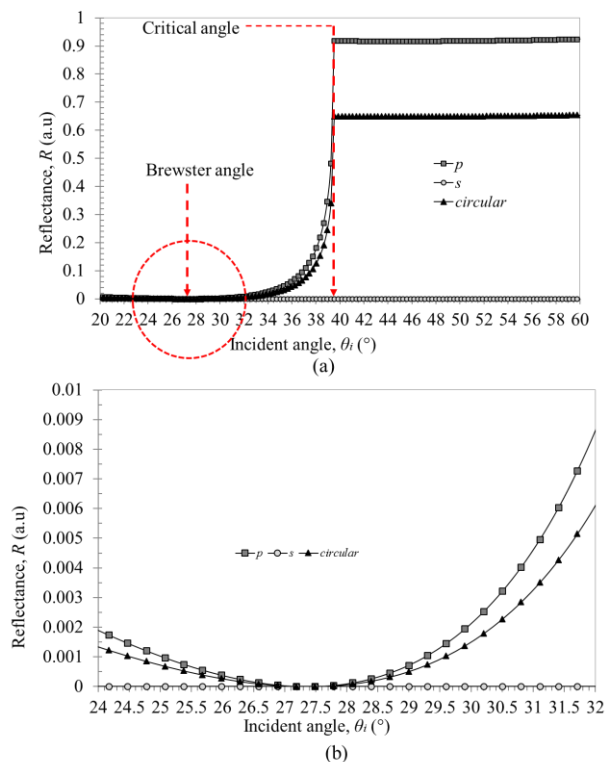 1
0.9
0.8
0.7
0.6
0.5
0.4
0.3
0.2
0.1
0
Reflectance, R (a.u)
Critical angle
Brewster angle
p
s
circular
20 22 24 26 28 30 32 34 36 38 40 42 44 46 48 50 52 54 56 58 60
Incident angle, θi (°)
(a)
0.01
0.009
0.008
0.007
0.006
0.005
0.004
0.003
0.002
0.001
0
Reflectance, R (a.u)
p s circular
24 24.5 25 25.5 26 26.5 27 27.5 28 28.5 29 29.5 30 30.5 31 31.5 32
Incident angle, θi (°)
(b)